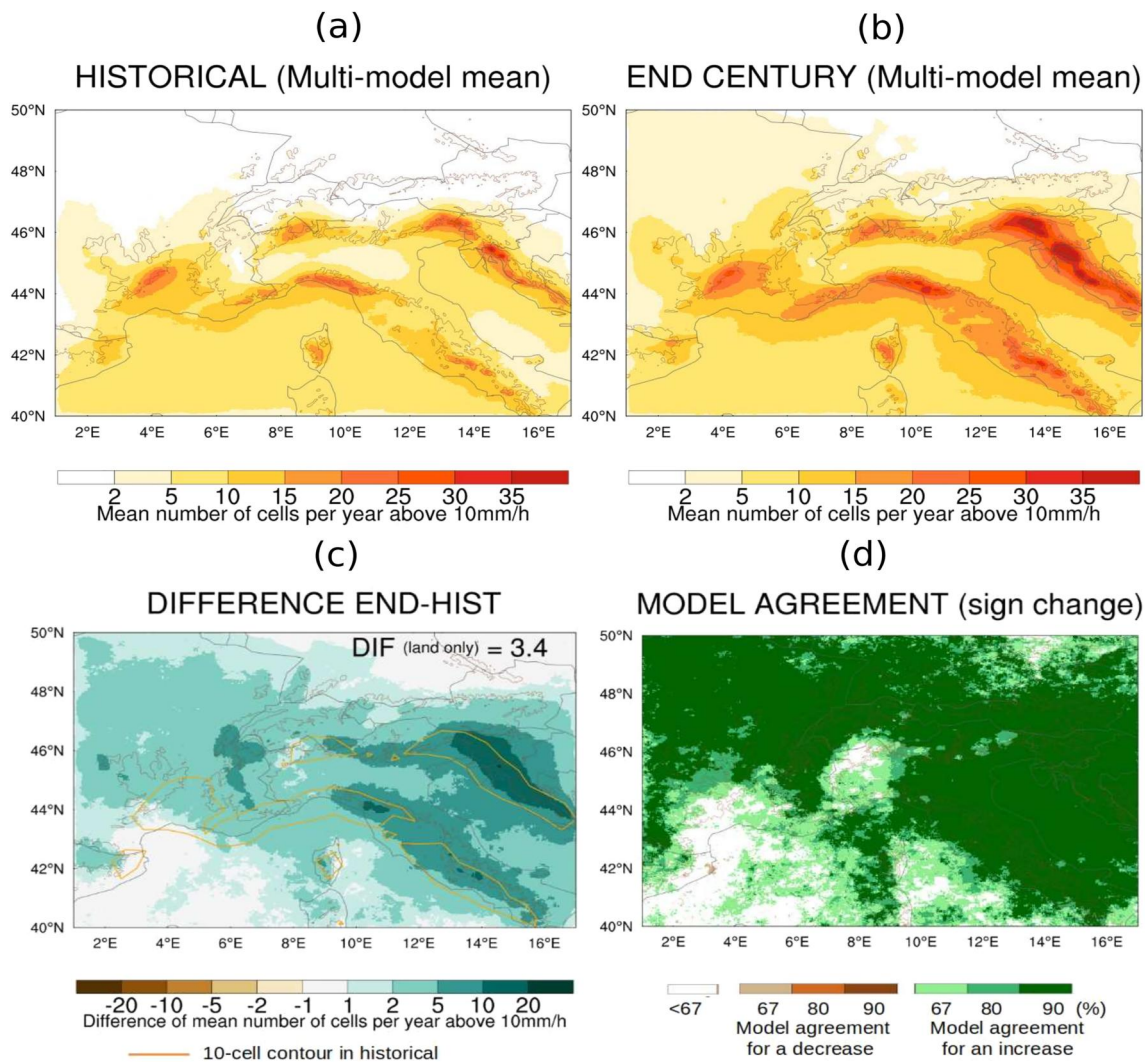 (a)
HISTORICAL (Multi-model mean)
50°N
48°N
46°N
44°N
42°N
40°N
2°E 4°E 6°E 8°E 10°E 12°E 14°E 16°E
2 5 10 15 20 25 30 35
Mean number of cells per year above 10mm/h
(b)
END CENTURY (Multi-model mean)
50°N
48°N
46°N
44°N
42°N
40°N
2°E 4°E 6°E 8°E 10°E 12°E 14°E 16°E
2 5 10 15 20 25 30 35
Mean number of cells per year above 10mm/h
(c)
DIFFERENCE END-HIST
DIF (land only) = 3.4
50°N
48°N
46°N
44°N
42°N
40°N
2°E 4°E 6°E 8°E 10°E 12°E 14°E 16°E
-20 -10 -5 -2 -1 1 2 5 10 20
Difference of mean number of cells per year above 10mm/h
10-cell contour in historical
(d)
MODEL AGREEMENT (sign change)
50°N
48°N
46°N
44°N
42°N
40°N
2°E 4°E 6°E 8°E 10°E 12°E 14°E 16°E
<67 67 80 90 67 80 90 (%)
Model agreement
for a decrease
Model agreement
for an increase